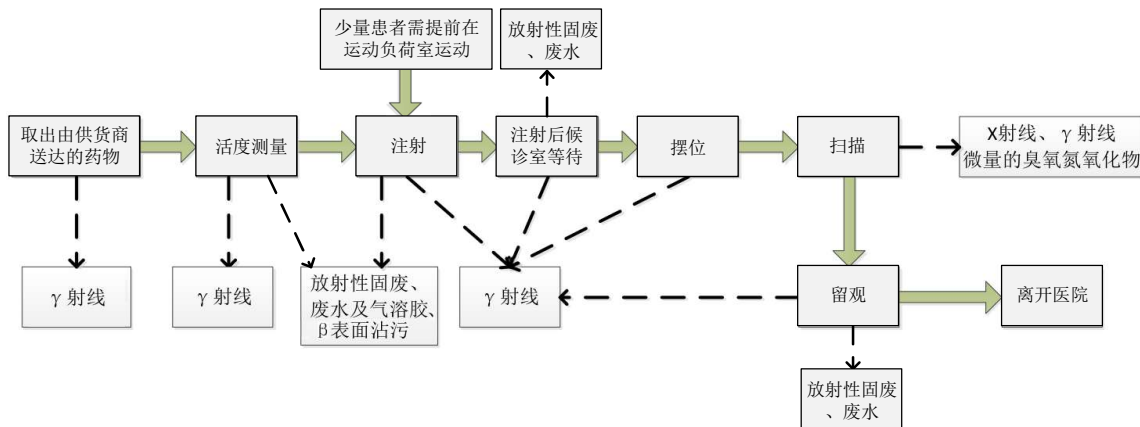 少量患者需提前在
运动负荷室运动
放射性固废
、废水
取出由供货商
送达的药物
活度测量
注射
注射后候
诊室等待
摆位
扫描
X射线、γ射线
微量的臭氧氮氧化物
γ射线
γ射线
放射性固废、
废水及气溶胶、
β表面沾污
γ射线
留观
离开医院
放射性固废
、废水